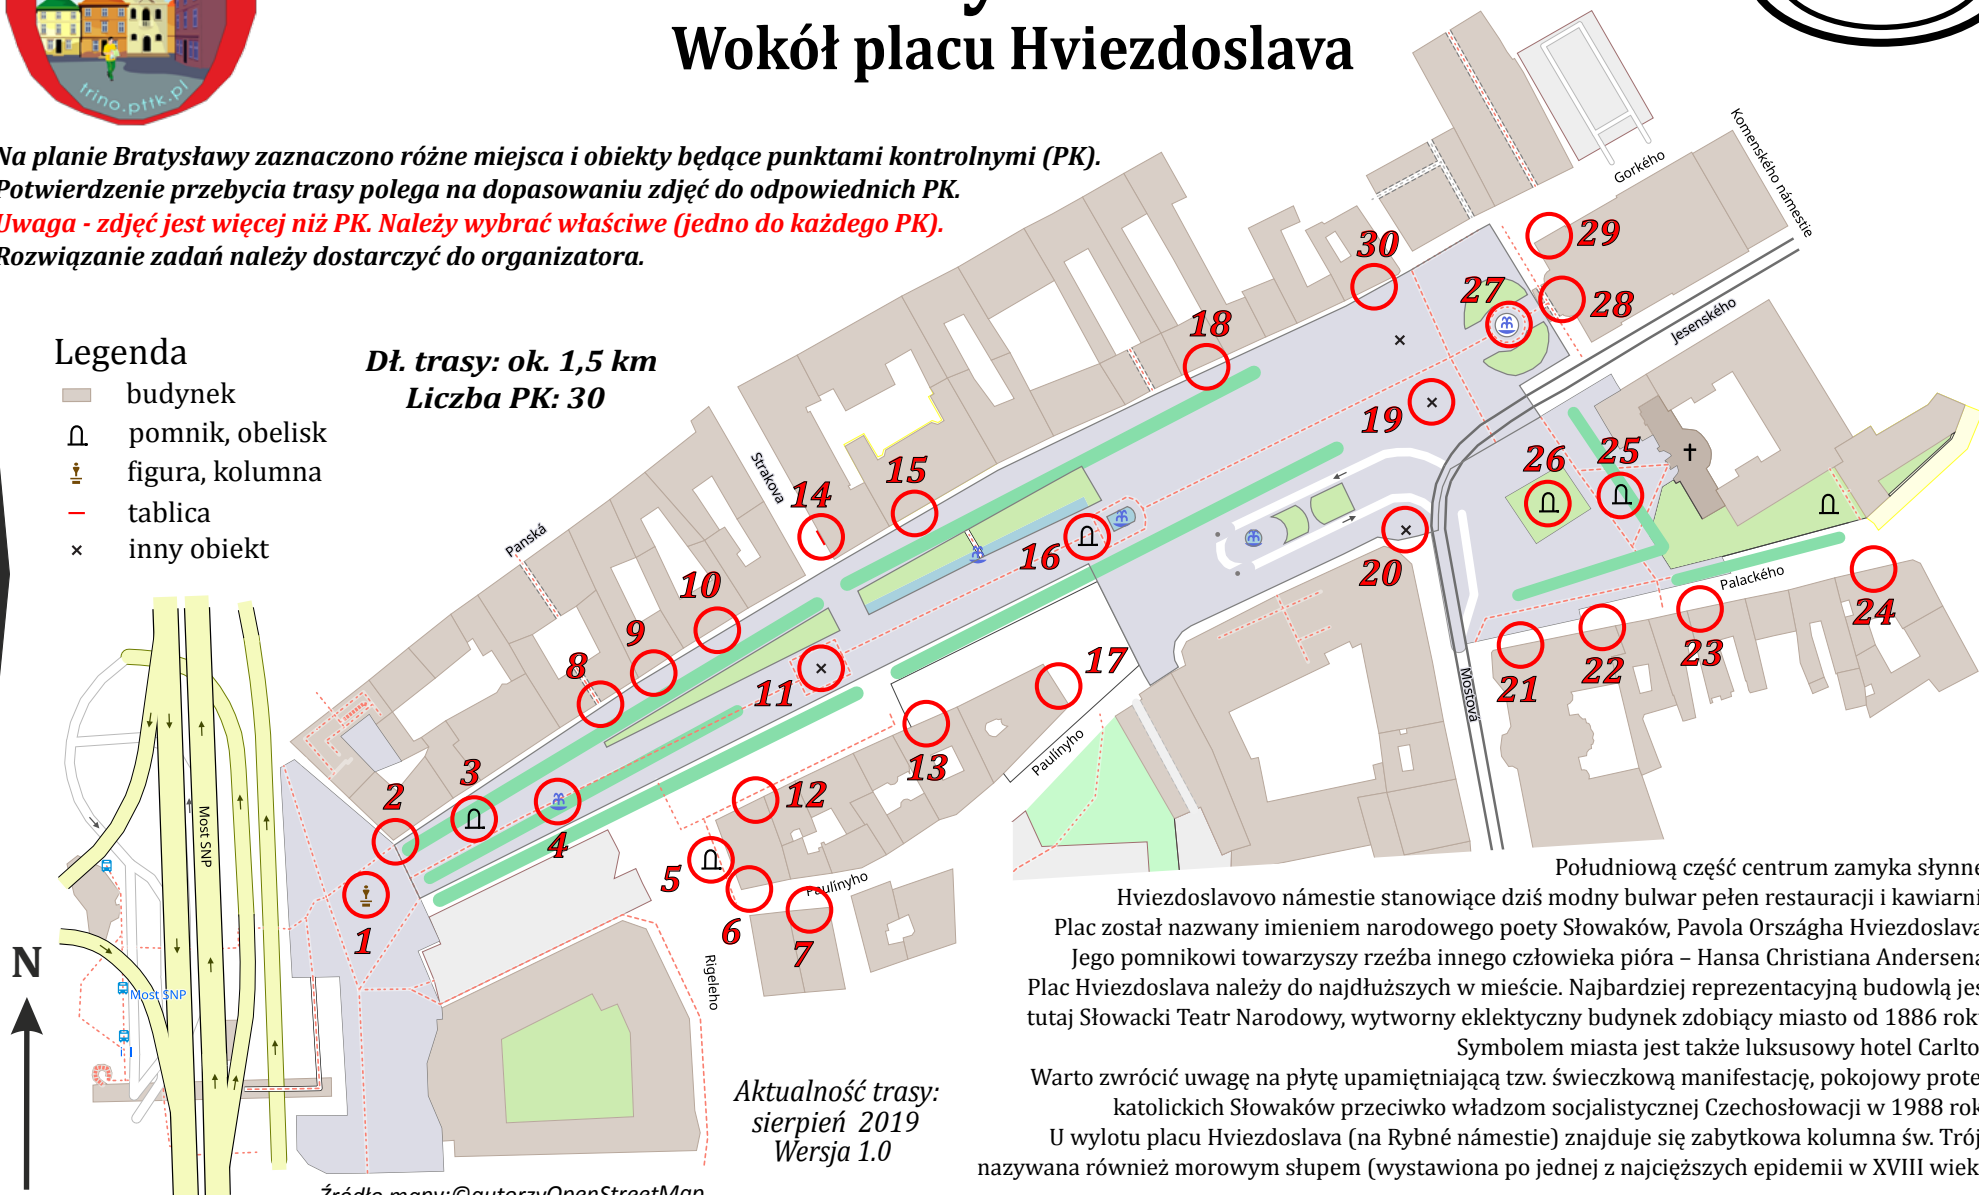 Wokół placu Hviezdoslava
trino.pttk.pl
Na planie Bratysławy zaznaczono różne miejsca i obiekty będące punktami kontrolnymi (PK).
Potwierdzenie przebycia trasy polega na dopasowaniu zdjęć do odpowiednich PK.
Uwaga - zdjęć jest więcej niż PK. Należy wybrać właściwe (jedno do każdego PK).
Rozwiązanie zadań należy dostarczyć do organizatora.
Legenda
budynek
pomnik, obelisk
figura, kolumna
tablica
inny obiekt
Dł. trasy: ok. 1,5 km
Liczba PK: 30
Gorkého
Komenského námestie
Jesenského
Strakova
Panská
Palackého
Mostová
Paulínyho
Paulínyho
Rigeleho
Most SNP
Most SNP
1
2
3
4
5
6
7
8
9
10
11
12
13
14
15
16
17
18
19
20
21
22
23
24
25
26
27
28
29
30
N
Aktualność trasy:
sierpień 2019
Wersja 1.0
Źródło mapy:©autorzyOpenStreetMap
Południową część centrum zamyka słynne
Hviezdoslavovo námestie stanowiące dziś modny bulwar pełen restauracji i kawiarni
Plac został nazwany imieniem narodowego poety Słowaków, Pavola Országha Hviezdoslava
Jego pomnikowi towarzyszy rzeźba innego człowieka pióra – Hansa Christiana Andersena
Plac Hviezdoslava należy do najdłuższych w mieście. Najbardziej reprezentacyjną budowlą jes
tutaj Słowacki Teatr Narodowy, wytworny eklektyczny budynek zdobiący miasto od 1886 rok
Symbolem miasta jest także luksusowy hotel Carlto
Warto zwrócić uwagę na płytę upamiętniającą tzw. świeczkową manifestację, pokojowy prote
katolickich Słowaków przeciwko władzom socjalistycznej Czechosłowacji w 1988 rok
U wylotu placu Hviezdoslava (na Rybné námestie) znajduje się zabytkowa kolumna św. Trój
nazywana również morowym słupem (wystawiona po jednej z najcięższych epidemii w XVIII wiek